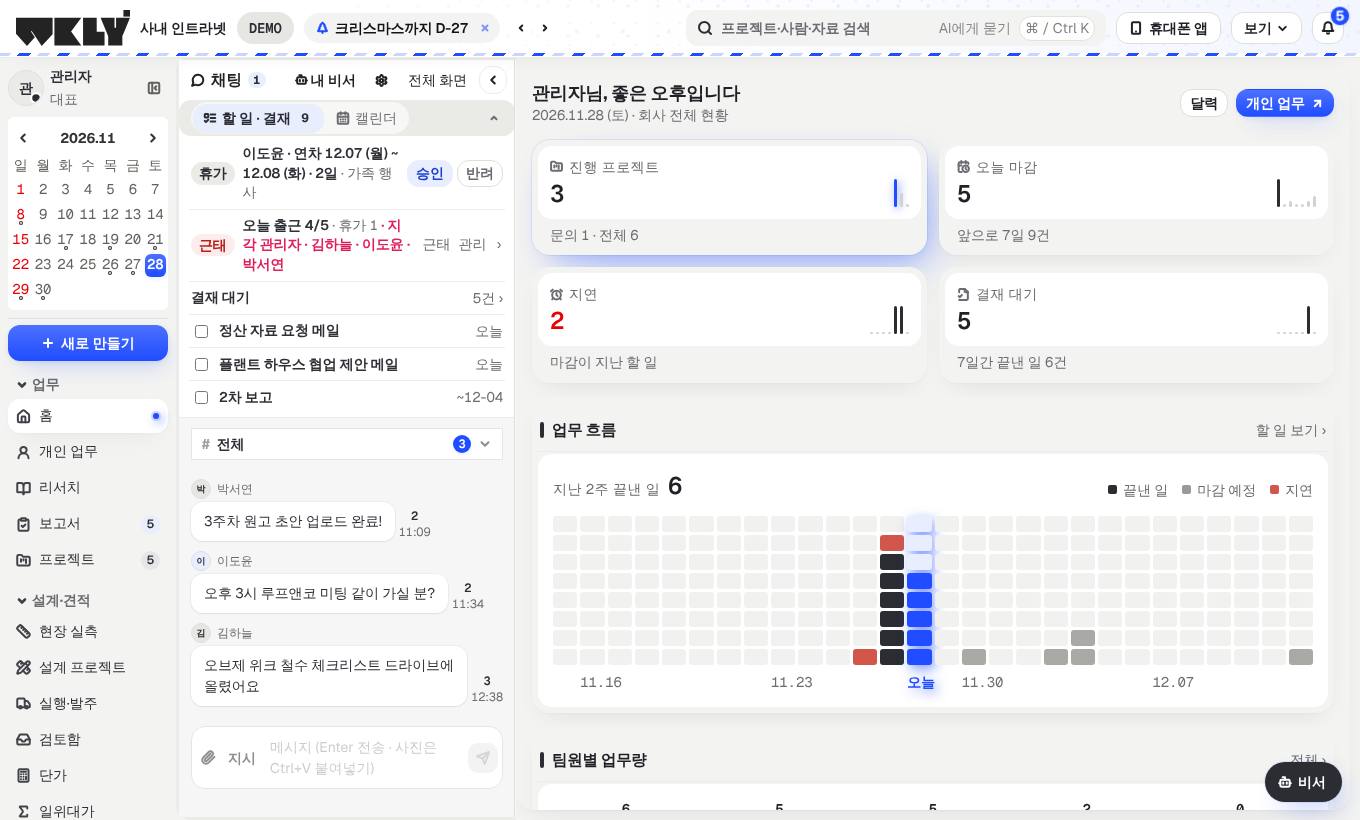 WKLY 사내 인트라넷 DEMO 크리스마스까지 D-27 ×
프로젝트·사람·자료 검색 AI에게 묻기 ⌘ / Ctrl K
휴대폰 앱
보기
5
관
관리자
대표
2026.11
일 월 화 수 목 금 토
1 2 3 4 5 6 7
8 9 10 11 12 13 14
15 16 17 18 19 20 21
22 23 24 25 26 27 28
29 30
+ 새로 만들기
업무
홈
개인 업무
리서치
보고서 5
프로젝트 5
설계·견적
현장 실측
설계 프로젝트
실행·발주
검토함
단가
일위대가
채팅 1 내 비서 전체 화면
할 일 · 결재 9 캘린더
휴가
이도윤 · 연차 12.07 (월) ~
12.08 (화) · 2일 · 가족 행
사
승인 반려
근태
오늘 출근 4/5 · 휴가 1 · 지
각 관리자 · 김하늘 · 이도윤 ·
박서연
근태 관리 ›
결재 대기 5건 ›
정산 자료 요청 메일 오늘
플랜트 하우스 협업 제안 메일 오늘
2차 보고 ~12-04
# 전체 3
박 박서연
3주차 원고 초안 업로드 완료!
2
11:09
이 이도윤
오후 3시 루프앤코 미팅 같이 가실 분?
2
11:34
김 김하늘
오브제 위크 철수 체크리스트 드라이브에
올렸어요
3
12:38
지시
메시지 (Enter 전송 · 사진은
Ctrl+V 붙여넣기)
관리자님, 좋은 오후입니다
2026.11.28 (토) · 회사 전체 현황
달력 개인 업무
진행 프로젝트
3
문의 1 · 전체 6
오늘 마감
5
앞으로 7일 9건
지연
2
마감이 지난 할 일
결재 대기
5
7일간 끝낸 일 6건
업무 흐름 할 일 보기 ›
지난 2주 끝낸 일 6
끝낸 일 마감 예정 지연
11.16 11.23 오늘 11.30 12.07
팀원별 업무량 전체 ›
6 5 5 2 0
비서